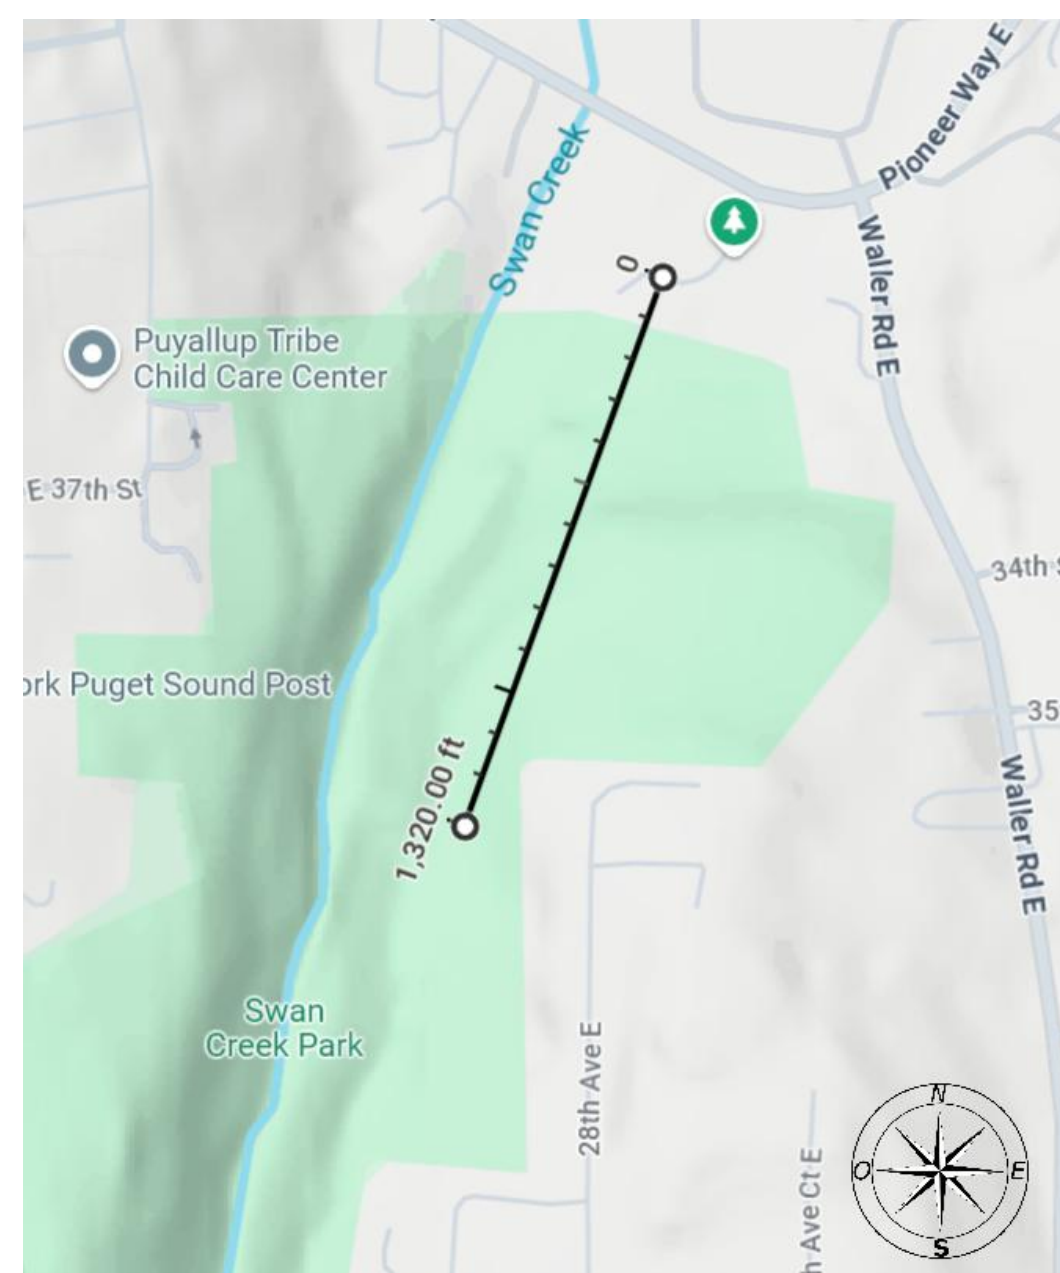 Pioneer Way E
Swan Creek
Waller Rd E
0
Puyallup Tribe
Child Care Center
E 37th St
34th
ork Puget Sound Post
35
1,320.00 ft
Waller Rd E
Swan
Creek Park
28th Ave E
h Ave Ct E
N
O
E
S